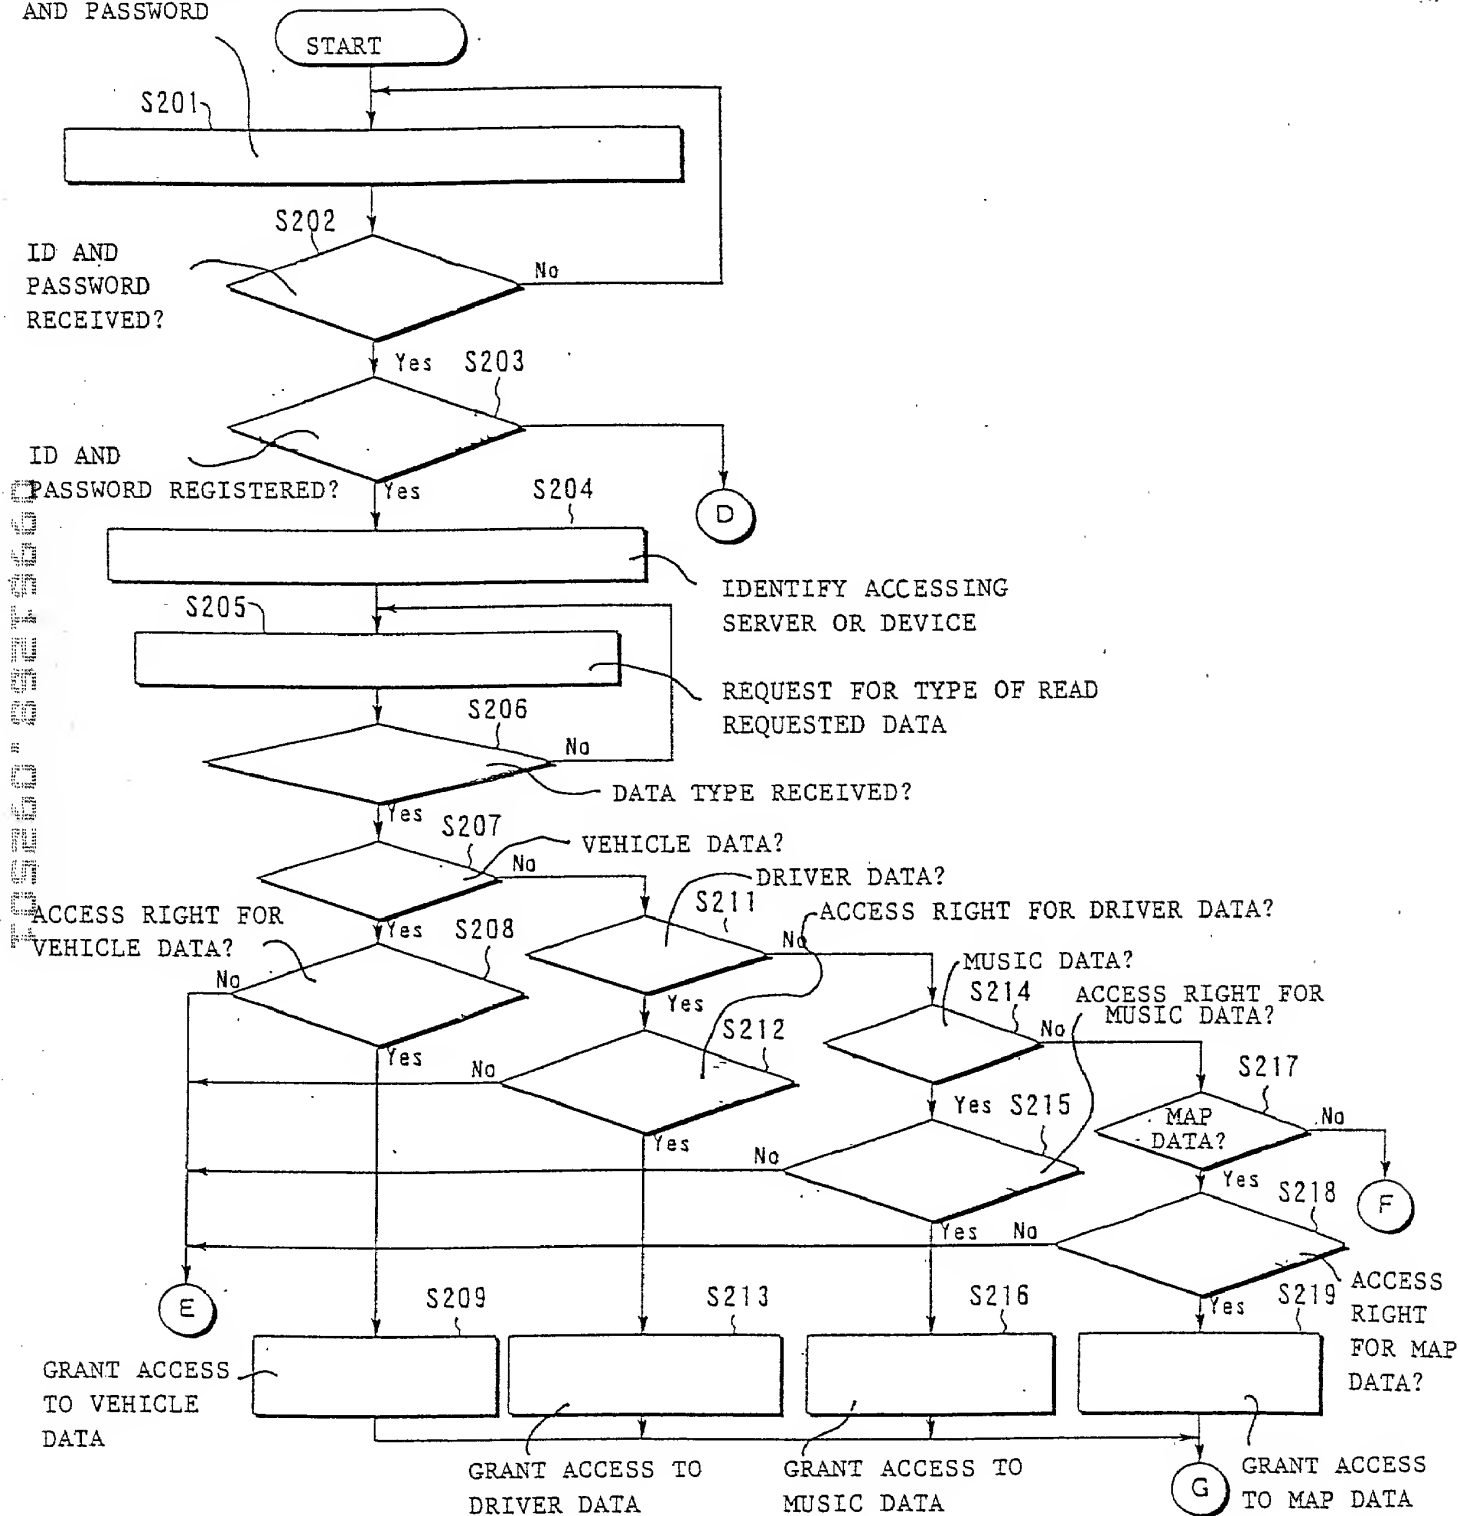 AND PASSWORD
START
S201
S202
ID AND
PASSWORD
RECEIVED?
No
Yes
S203
ID AND
PASSWORD REGISTERED?
Yes
D
S204
IDENTIFY ACCESSING
SERVER OR DEVICE
S205
REQUEST FOR TYPE OF READ
REQUESTED DATA
S206
No
DATA TYPE RECEIVED?
Yes
S207
VEHICLE DATA?
No
DRIVER DATA?
ACCESS RIGHT FOR
VEHICLE DATA?
Yes
S208
No
S211
No
ACCESS RIGHT FOR DRIVER DATA?
Yes
MUSIC DATA?
S214
ACCESS RIGHT FOR
MUSIC DATA?
No
Yes
No
S212
Yes
Yes
S215
No
S217
MAP
DATA?
No
Yes
F
S218
Yes
No
ACCESS
RIGHT
FOR MAP
DATA?
Yes
E
S209
S213
S216
S219
GRANT ACCESS
TO VEHICLE
DATA
GRANT ACCESS TO
DRIVER DATA
GRANT ACCESS TO
MUSIC DATA
G
GRANT ACCESS
TO MAP DATA